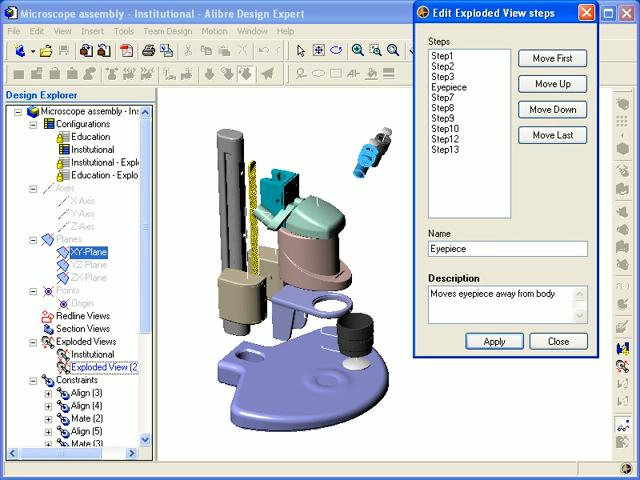 Microscope assembly - Institutional - Alibre Design Expert
File Edit View Insert Tools Team Design Motion Window Help
Design Explorer
Microscope assembly - Ins
Configurations
Education
Institutional
Institutional - Expl
Education - Explo
Axes
X-Axis
Y-Axis
Z-Axis
Planes
XY-Plane
YZ-Plane
ZX-Plane
Points
Origin
Redline Views
Section Views
Exploded Views
Institutional
Exploded View (2)
Constraints
Align (3)
Align (4)
Mate (2)
Align (5)
Mate (3)
Edit Exploded View steps
Steps
Step1
Step2
Step3
Eyepiece
Step7
Step8
Step9
Step10
Step12
Step13
Move First
Move Up
Move Down
Move Last
Name
Eyepiece
Description
Moves eyepiece away from body
Apply
Close